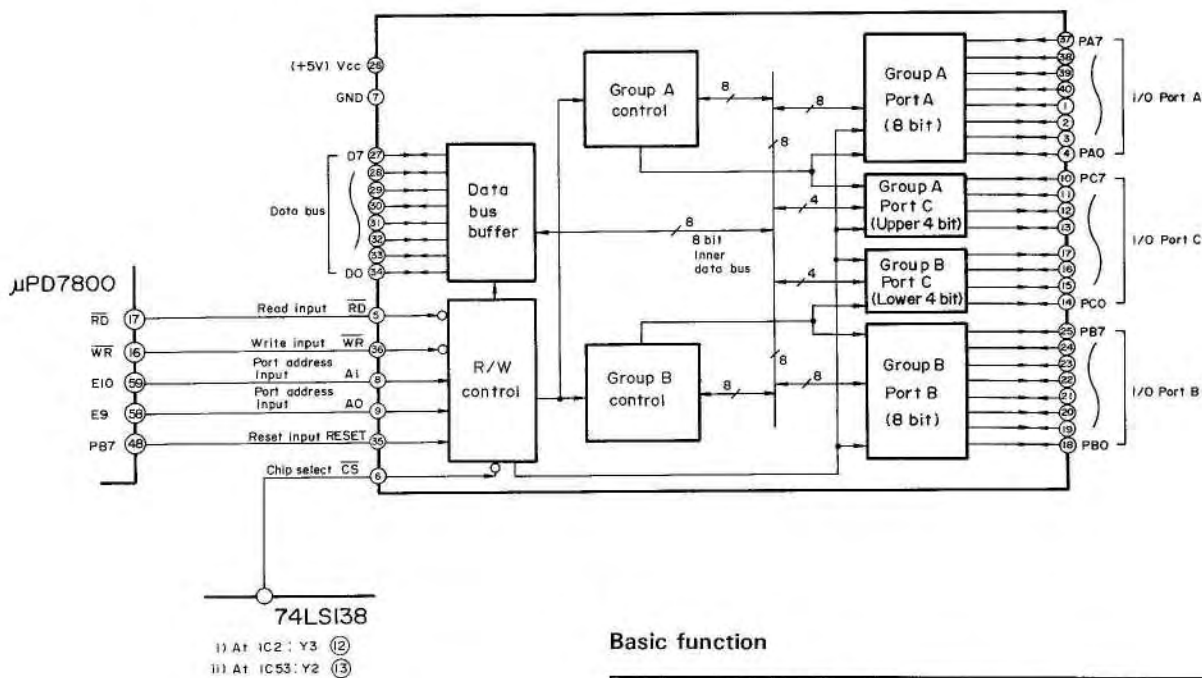 (+5V) Vcc 26
GND 7
Data bus
D7 27
28
29
30
31
32
33
D0 34
Data
bus
buffer
Group A
control
8
8
8
8 bit
Inner
data bus
8
8
4
4
8
8
8
Group A
Port A
(8 bit)
Group A
Port C
(Upper 4 bit)
Group B
Port C
(Lower 4 bit)
Group B
Port B
(8 bit)
Group B
control
R/W
control
37 PA7
38
39
40
1
2
3
4 PA0
I/O Port A
10 PC7
11
12
13
17
16
15
14 PC0
I/O Port C
25 PB7
24
23
22
21
20
19
18 PB0
I/O Port B
μPD7800
RD 17 Read input RD 5
WR 16 Write input WR 36
E10 59 Port address input A1 8
E9 58 Port address input A0 9
PB7 48 Reset input RESET 35
Chip select CS 6
74LS138
i) At IC2 : Y3 12
ii) At IC53 : Y2 13
Basic function